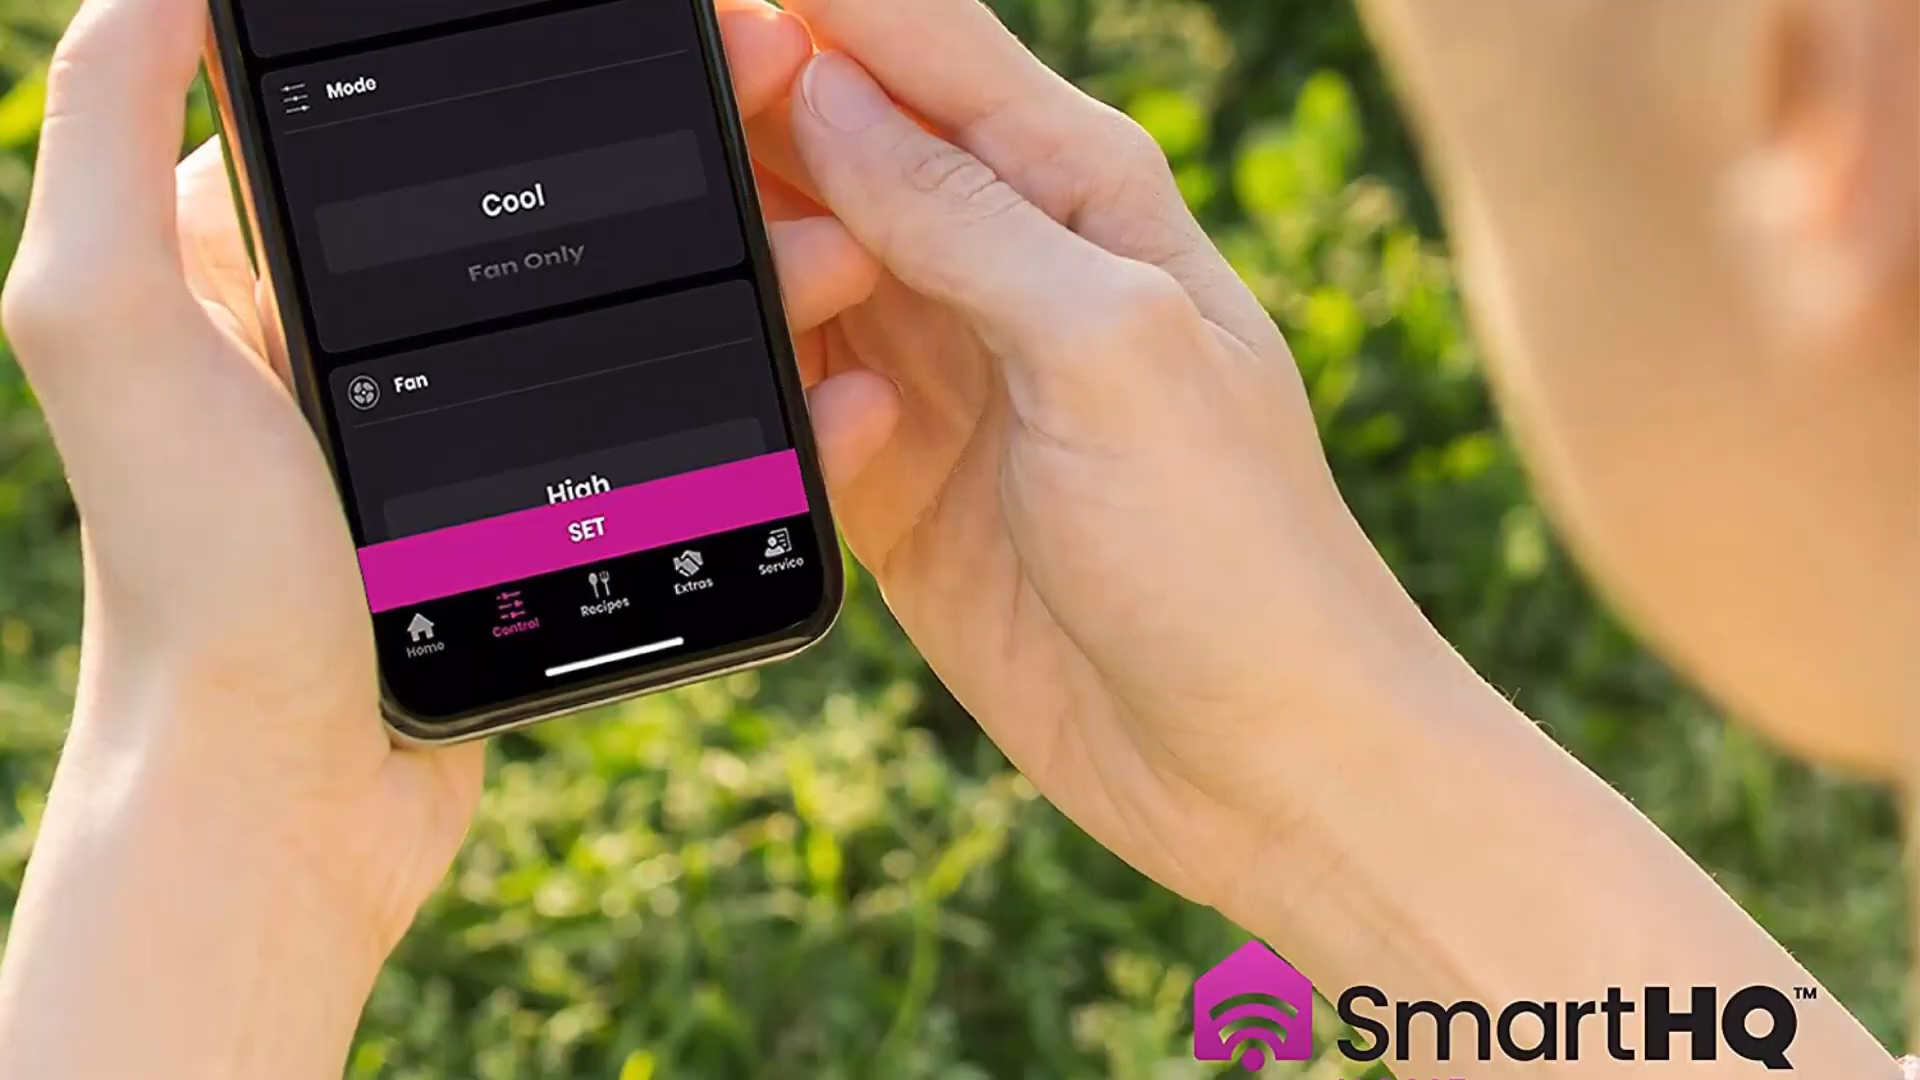 Mode
Cool
Fan Only
Fan
High
SET
Home
Control
Recipes
Extras
Service
SmartHQ™